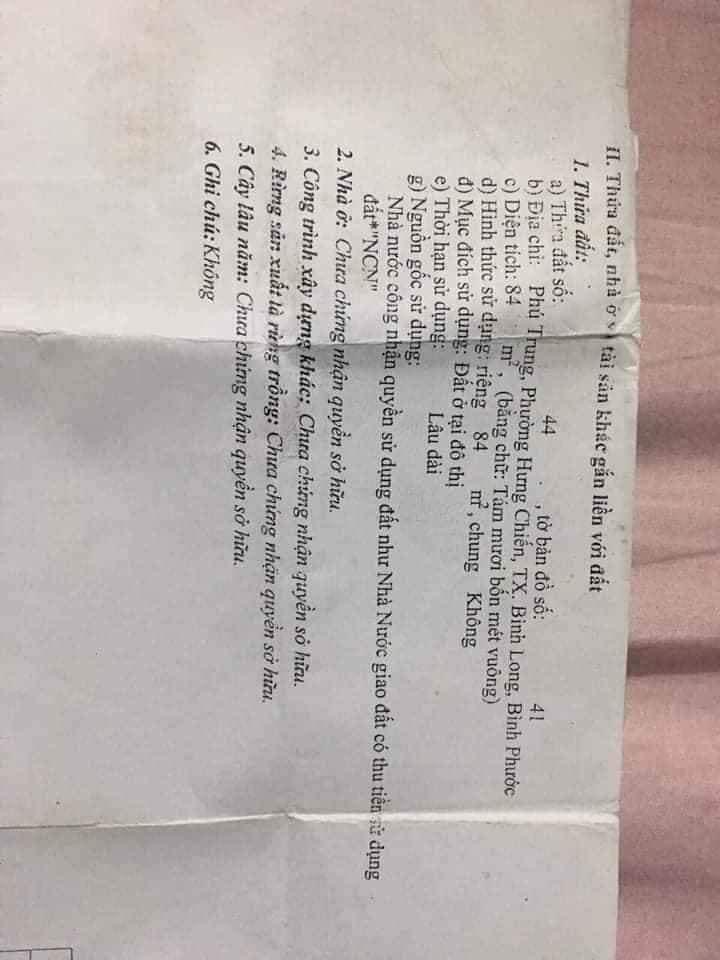 II. Thửa đất, nhà ở và tài sản khác gắn liền với đất
1. Thửa đất:
a) Thửa đất số: 44 , tờ bản đồ số: 41
b) Địa chỉ: Phú Trung, Phường Hưng Chiến, TX. Bình Long, Bình Phước
c) Diện tích: 84 m², (bằng chữ: Tám mươi bốn mét vuông)
d) Hình thức sử dụng: riêng 84 m², chung Không
đ) Mục đích sử dụng: Đất ở tại đô thị
e) Thời hạn sử dụng: Lâu dài
g) Nguồn gốc sử dụng:
Nhà nước công nhận quyền sử dụng đất như Nhà Nước giao đất có thu tiền sử dụng
đất*"NCN"
2. Nhà ở: Chưa chứng nhận quyền sở hữu.
3. Công trình xây dựng khác: Chưa chứng nhận quyền sở hữu.
4. Rừng sản xuất là rừng trồng: Chưa chứng nhận quyền sở hữu.
5. Cây lâu năm: Chưa chứng nhận quyền sở hữu.
6. Ghi chú: Không